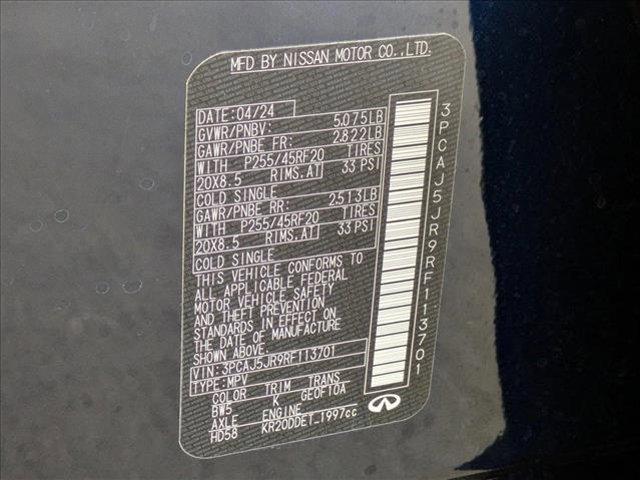 MFD BY NISSAN MOTOR CO.,LTD.
DATE: 04/24
GVWR/PNBV: 5,075LB
GAWR/PNBE FR: 2,822LB
WITH P255/45RF20 TIRES
20X8.5 RIMS.AT 33 PSI
COLD SINGLE
GAWR/PNBE RR: 2,513LB
WITH P255/45RF20 TIRES
20X8.5 RIMS.AT 33 PSI
COLD SINGLE
THIS VEHICLE CONFORMS TO
ALL APPLICABLE FEDERAL
MOTOR VEHICLE SAFETY
AND THEFT PREVENTION
STANDARDS IN EFFECT ON
THE DATE OF MANUFACTURE
SHOWN ABOVE.
VIN: 3PCAJ5JR9RF113701
TYPE: MPV
COLOR TRIM TRANS
BW5 K GEOF10A
AXLE ENGINE
HD58 KR20DDET_1997cc
3PCAJ5JR9RF113701